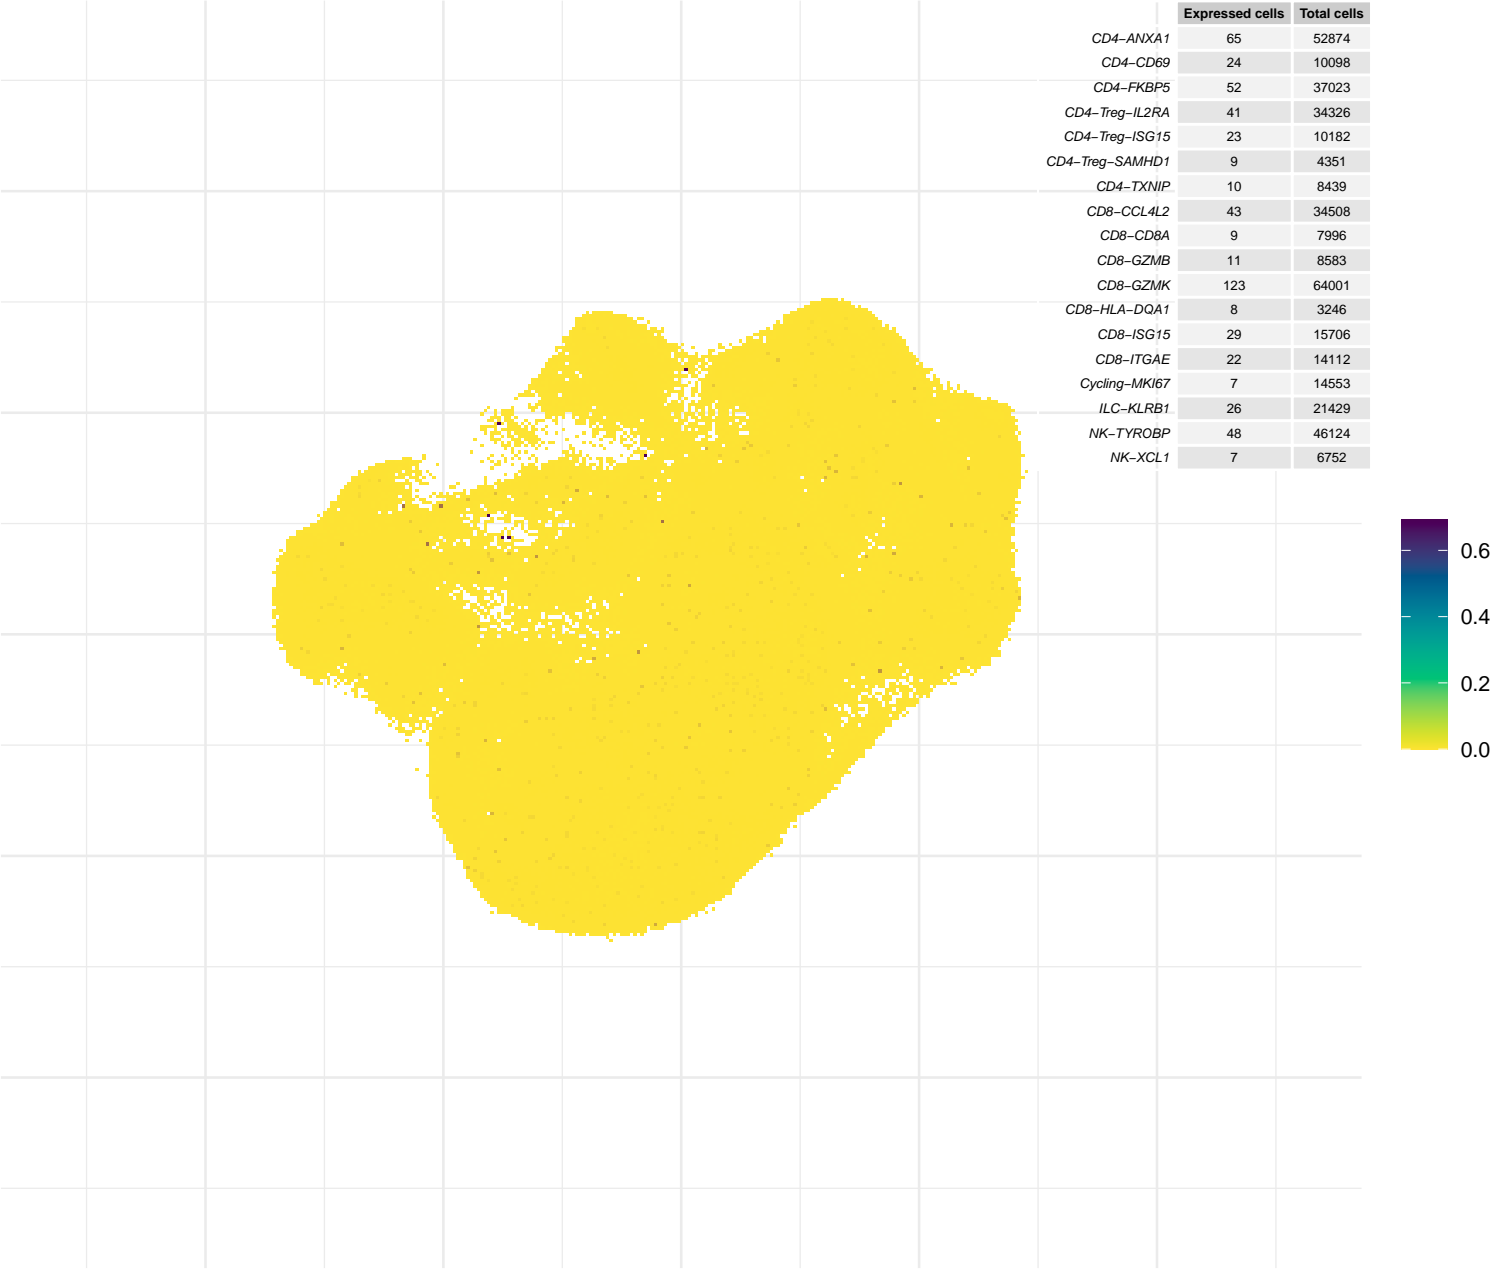 Expressed cells Total cells
CD4−ANXA1 65 52874
CD4−CD69 24 10098
CD4−FKBP5 52 37023
CD4−Treg−IL2RA 41 34326
CD4−Treg−ISG15 23 10182
CD4−Treg−SAMHD1 9 4351
CD4−TXNIP 10 8439
CD8−CCL4L2 43 34508
CD8−CD8A 9 7996
CD8−GZMB 11 8583
CD8−GZMK 123 64001
CD8−HLA−DQA1 8 3246
CD8−ISG15 29 15706
CD8−ITGAE 22 14112
Cycling−MKI67 7 14553
ILC−KLRB1 26 21429
NK−TYROBP 48 46124
NK−XCL1 7 6752
0.6
0.4
0.2
0.0